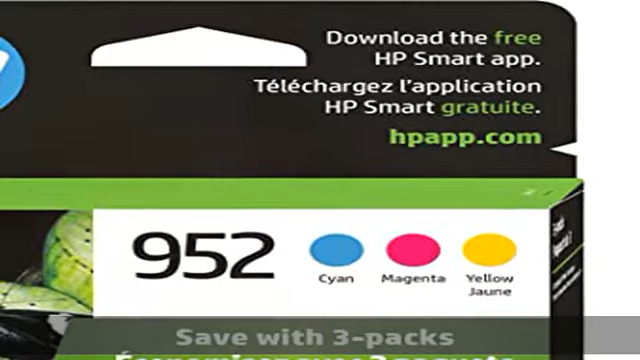 Download the free
HP Smart app.
Téléchargez l'application
HP Smart gratuite.
hpapp.com
952
Cyan
Magenta
Yellow
Jaune
Save with 3-packs